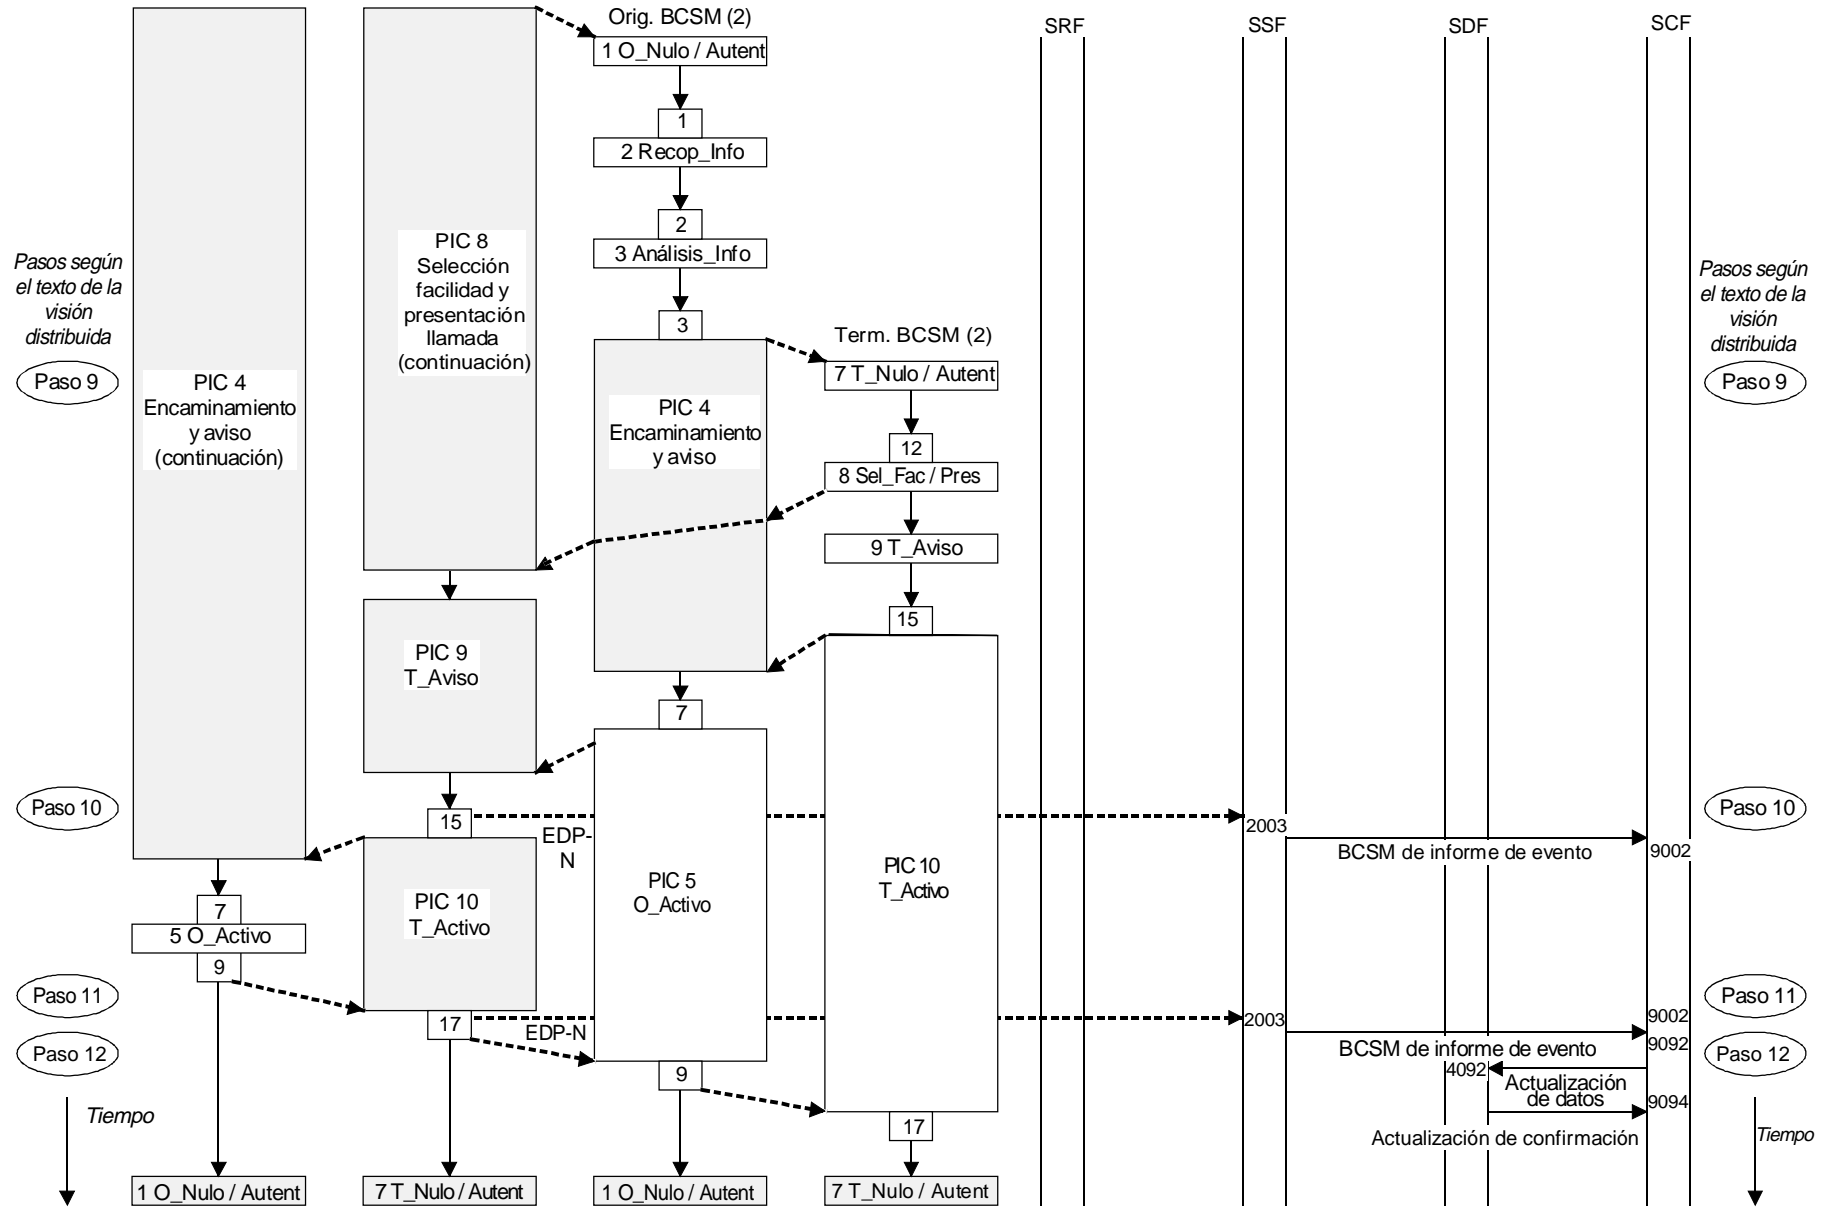 Orig. BCSM (2)
SRF
SSF
SDF
SCF
1 O_Nulo / Autent
1
2 Recop_Info
2
3 Análisis_Info
3
PIC 8
Selección
facilidad y
presentación
llamada
(continuación)
Pasos según
el texto de la
visión
distribuida
Paso 9
Pasos según
el texto de la
visión
distribuida
Paso 9
PIC 4
Encaminamiento
y aviso
(continuación)
Term. BCSM (2)
7 T_Nulo / Autent
PIC 4
Encaminamiento
y aviso
12
8 Sel_Fac / Pres
9 T_Aviso
15
PIC 9
T_Aviso
7
Paso 10
15
EDP-
N
2003
BCSM de informe de evento
9002
Paso 10
PIC 5
O_Activo
PIC 10
T_Activo
PIC 10
T_Activo
7
5 O_Activo
9
Paso 11
17
EDP-N
2003
9002
Paso 11
BCSM de informe de evento
9092
Paso 12
Paso 12
9
4092
Actualización
de datos
9094
Tiempo
17
Actualización de confirmación
Tiempo
1 O_Nulo / Autent
7 T_Nulo / Autent
1 O_Nulo / Autent
7 T_Nulo / Autent